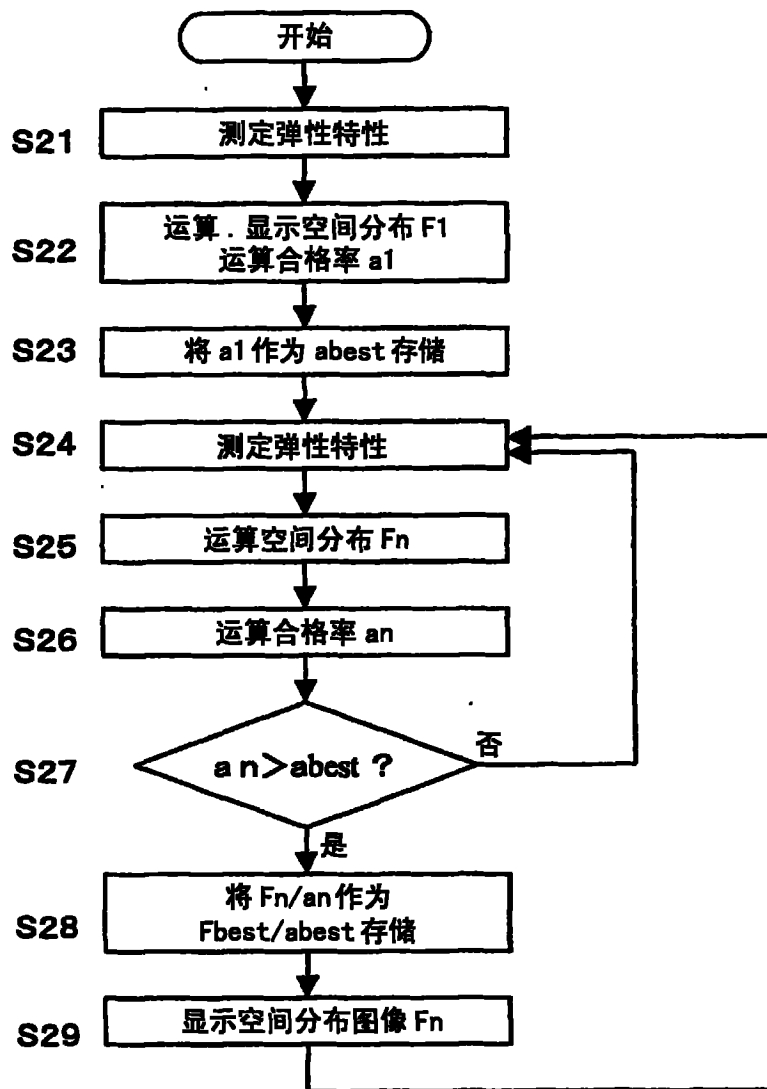 开始
S21
测定弹性特性
S22
运算．显示空间分布 F1
运算合格率 a1
S23
将 a1 作为 abest 存储
S24
测定弹性特性
S25
运算空间分布 Fn
S26
运算合格率 an
S27
a n＞abest ？
否
是
S28
将 Fn/an 作为
Fbest/abest 存储
S29
显示空间分布图像 Fn